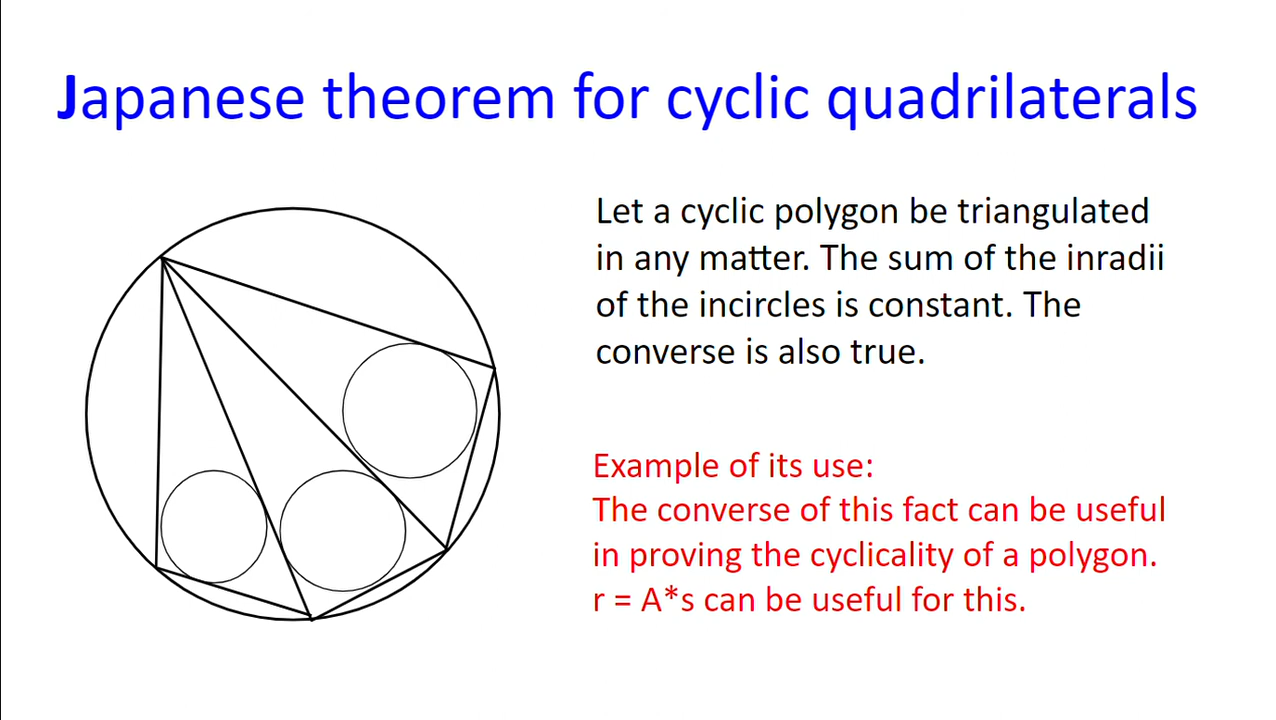 Japanese theorem for cyclic quadrilaterals
Let a cyclic polygon be triangulated
in any matter. The sum of the inradii
of the incircles is constant. The
converse is also true.
Example of its use:
The converse of this fact can be useful
in proving the cyclicality of a polygon.
r = A*s can be useful for this.